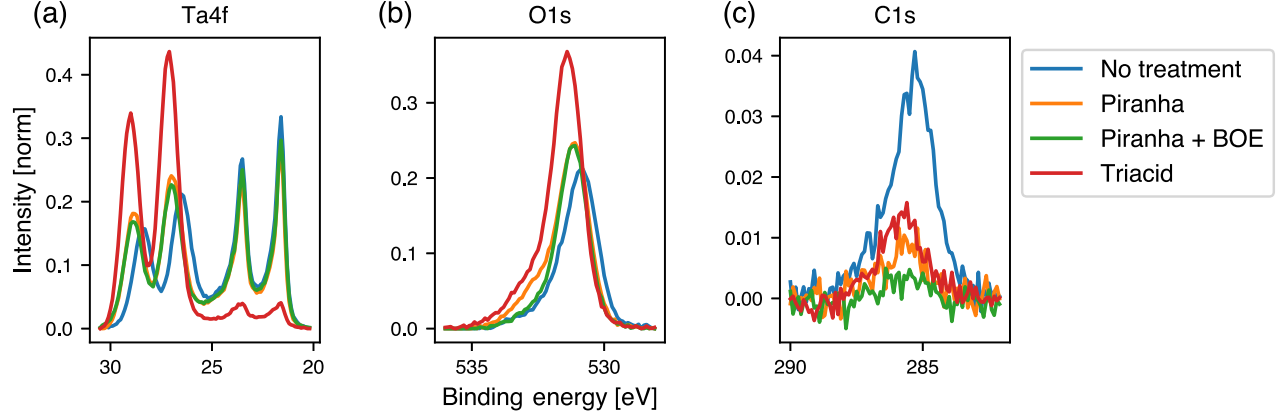 (a) Ta4f
(b) O1s
(c) C1s
Intensity [norm]
0.4
0.3
0.2
0.1
0.0
30 25 20
0.3
0.2
0.1
0.0
535 530
0.04
0.03
0.02
0.01
0.00
290 285
Binding energy [eV]
No treatment
Piranha
Piranha + BOE
Triacid